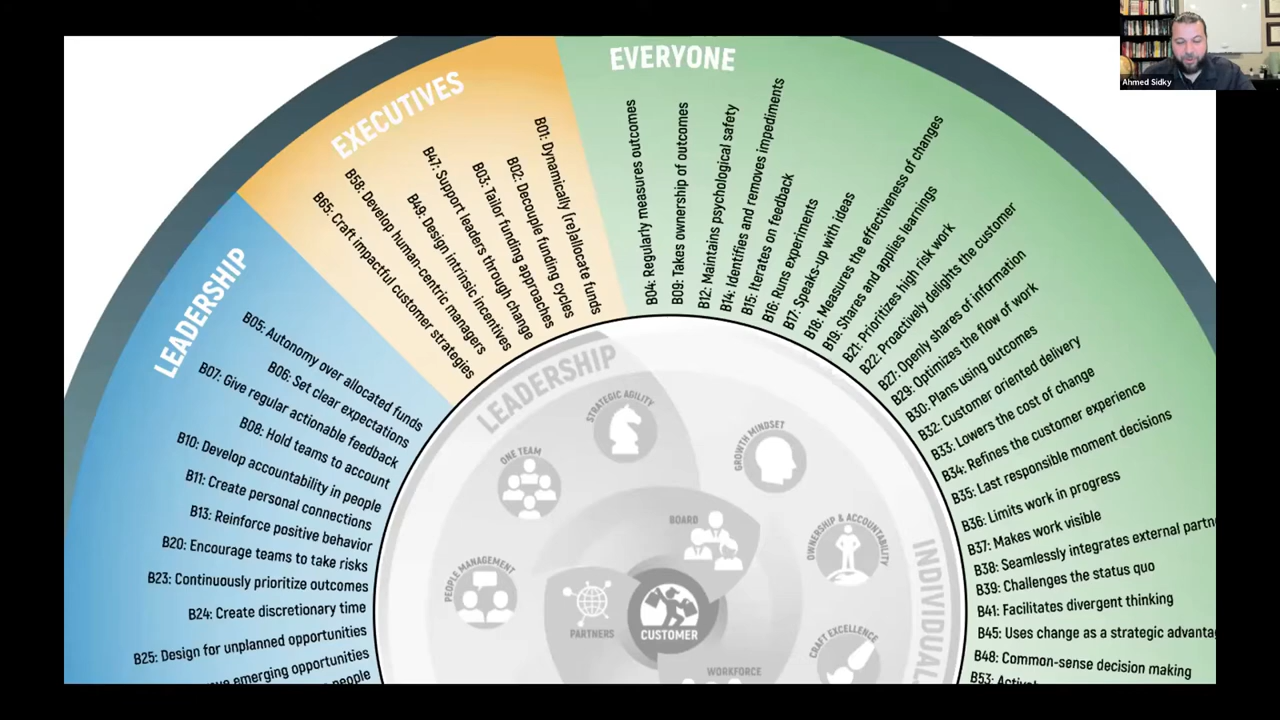 Ahmed Sidky
LEADERSHIP
EXECUTIVES
EVERYONE
B05: Autonomy over allocated funds
B06: Set clear expectations
B07: Give regular actionable feedback
B08: Hold teams to account
B10: Develop accountability in people
B11: Create personal connections
B13: Reinforce positive behavior
B20: Encourage teams to take risks
B23: Continuously prioritize outcomes
B24: Create discretionary time
B25: Design for unplanned opportunities
emerging opportunities
people
B65: Craft impactful customer strategies
B58: Develop human-centric managers
B49: Design intrinsic incentives
B47: Support leaders through change
B03: Tailor funding approaches
B02: Decouple funding cycles
B01: Dynamically (re)allocate funds
B04: Regularly measures outcomes
B09: Takes ownership of outcomes
B12: Maintains psychological safety
B14: Identifies and removes impediments
B15: Iterates on feedback
B16: Runs experiments
B17: Speaks-up with ideas
B18: Measures the effectiveness of changes
B19: Shares and applies learnings
B21: Prioritizes high risk work
B22: Proactively delights the customer
B27: Openly shares of information
B29: Optimizes the flow of work
B30: Plans using outcomes
B32: Customer oriented delivery
B33: Lowers the cost of change
B34: Refines the customer experience
B35: Last responsible moment decisions
B36: Limits work in progress
B37: Makes work visible
B38: Seamlessly integrates external partn
B39: Challenges the status quo
B41: Facilitates divergent thinking
B45: Uses change as a strategic advanta
B48: Common-sense decision making
B53:
LEADERSHIP
STRATEGIC AGILITY
ONE TEAM
PEOPLE MANAGEMENT
GROWTH MINDSET
OWNERSHIP & ACCOUNTABILITY
CRAFT EXCELLENCE
INDIVIDUAL
BOARD
PARTNERS
CUSTOMER
WORKFORCE